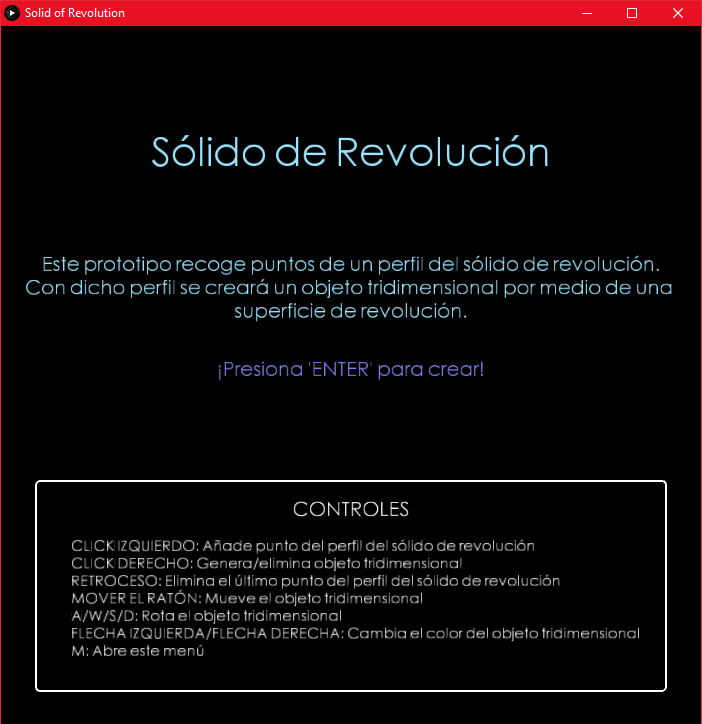 Solid of Revolution
Sólido de Revolución
Este prototipo recoge puntos de un perfil del sólido de revolución.
Con dicho perfil se creará un objeto tridimensional por medio de una
superficie de revolución.
¡Presiona 'ENTER' para crear!
CONTROLES
CLICK IZQUIERDO: Añade punto del perfil del sólido de revolución
CLICK DERECHO: Genera/elimina objeto tridimensional
RETROCESO: Elimina el último punto del perfil del sólido de revolución
MOVER EL RATÓN: Mueve el objeto tridimensional
A/W/S/D: Rota el objeto tridimensional
FLECHA IZQUIERDA/FLECHA DERECHA: Cambia el color del objeto tridimensional
M: Abre este menú